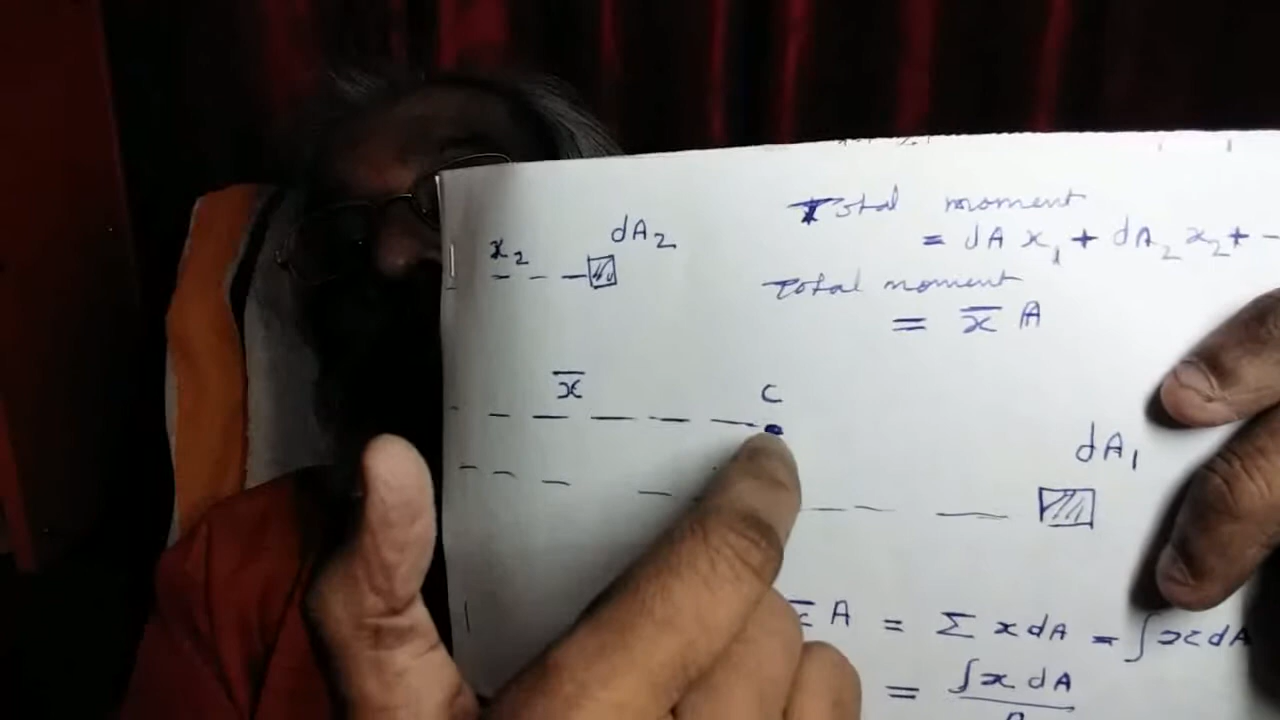 Total moment
= dA x₁ + dA₂ x₂ + -
Total moment
= x̅ A
x₂
dA₂
x̅
C
dA₁
x̅ A = Σ x dA = ∫ x dA
= ∫ x dA